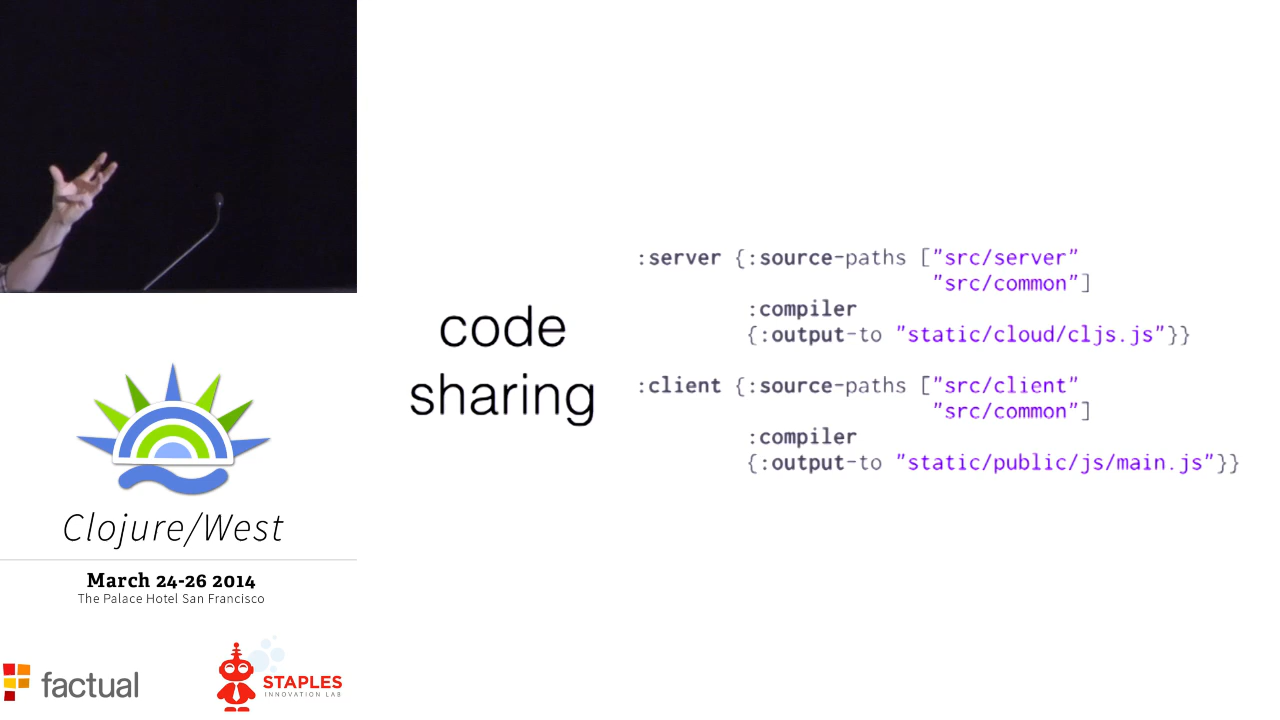 code
sharing
:server {:source-paths ["src/server"
"src/common"]
:compiler
{:output-to "static/cloud/cljs.js"}}
:client {:source-paths ["src/client"
"src/common"]
:compiler
{:output-to "static/public/js/main.js"}}
Clojure/West
March 24-26 2014
The Palace Hotel San Francisco
factual
STAPLES
INNOVATION LAB